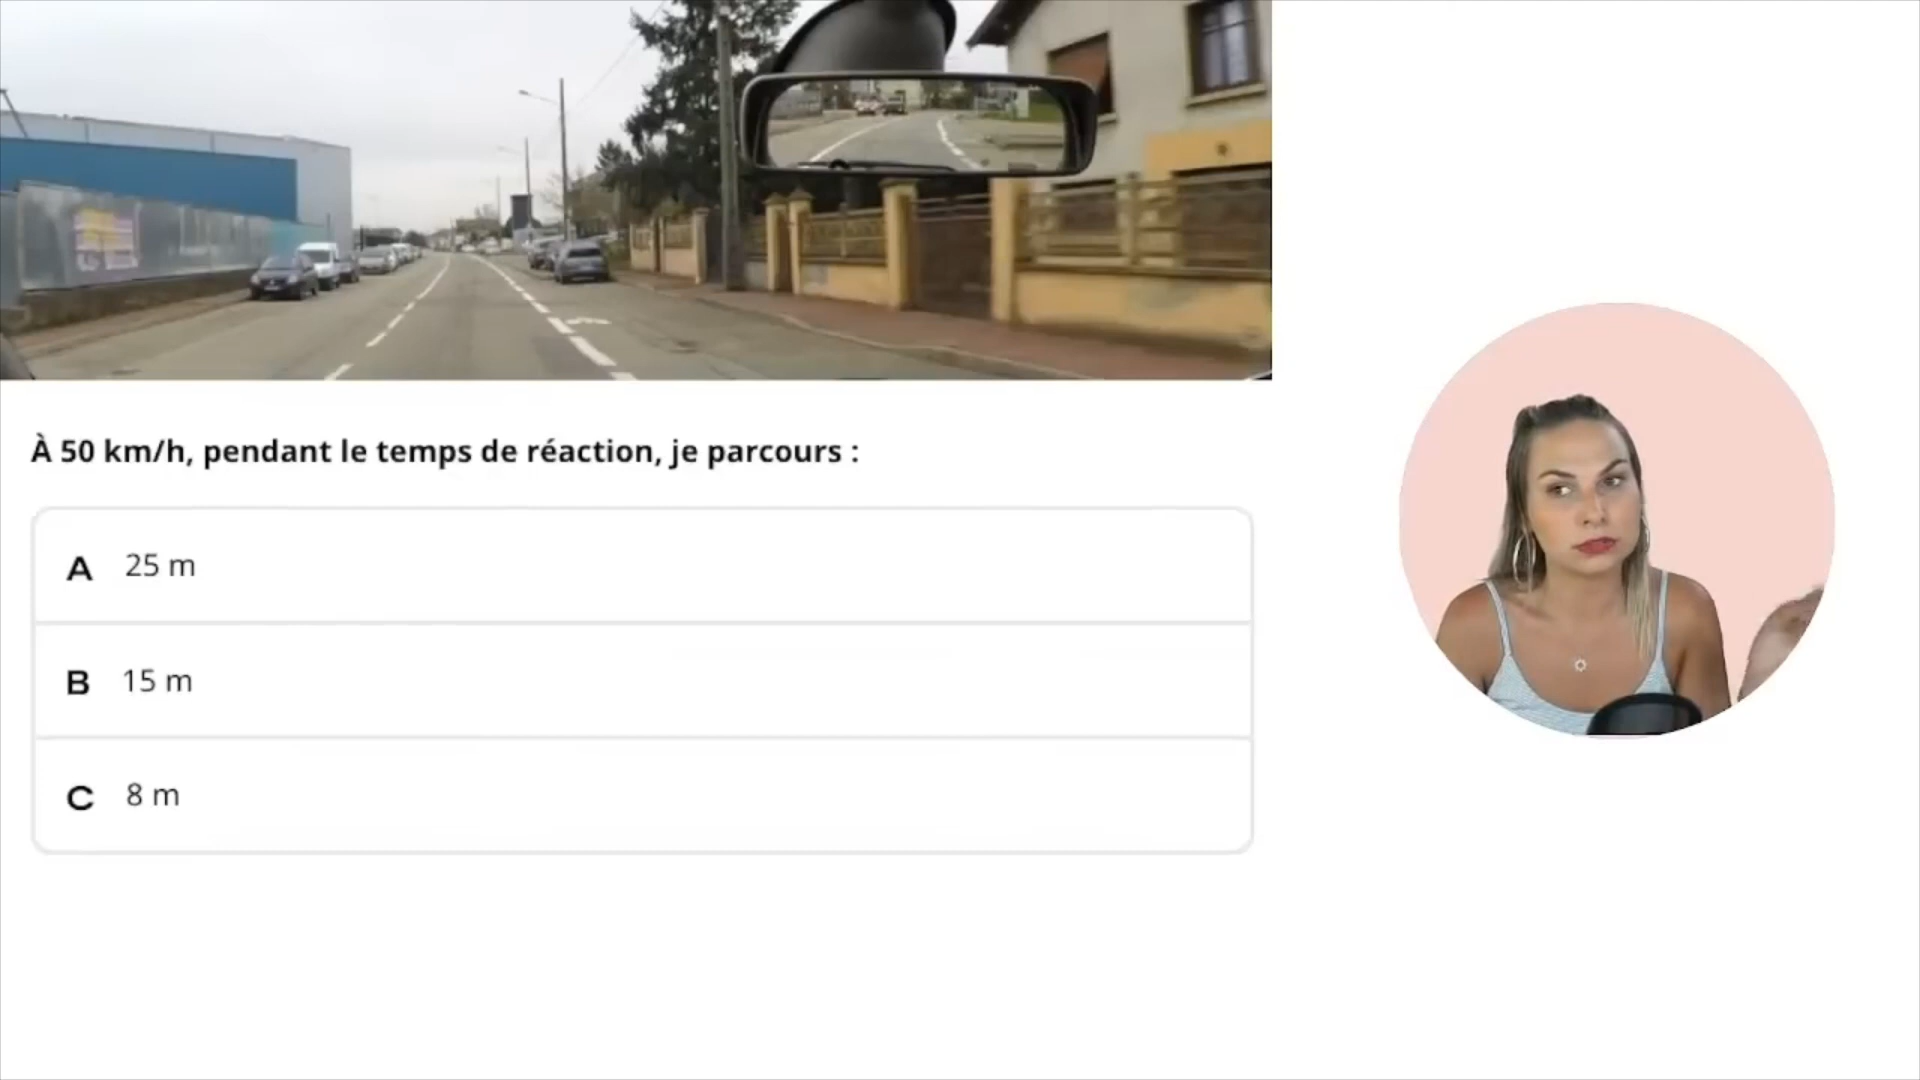 À 50 km/h, pendant le temps de réaction, je parcours :
A 25 m
B 15 m
C 8 m